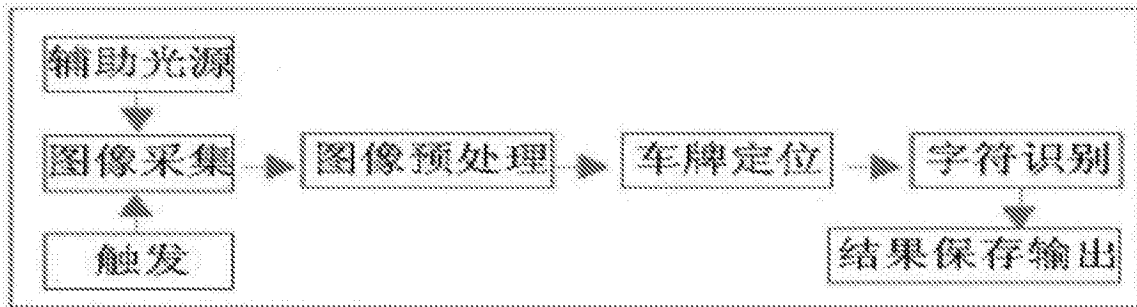 辅助光源
图像采集
图像预处理
车牌定位
字符识别
触发
结果保存输出